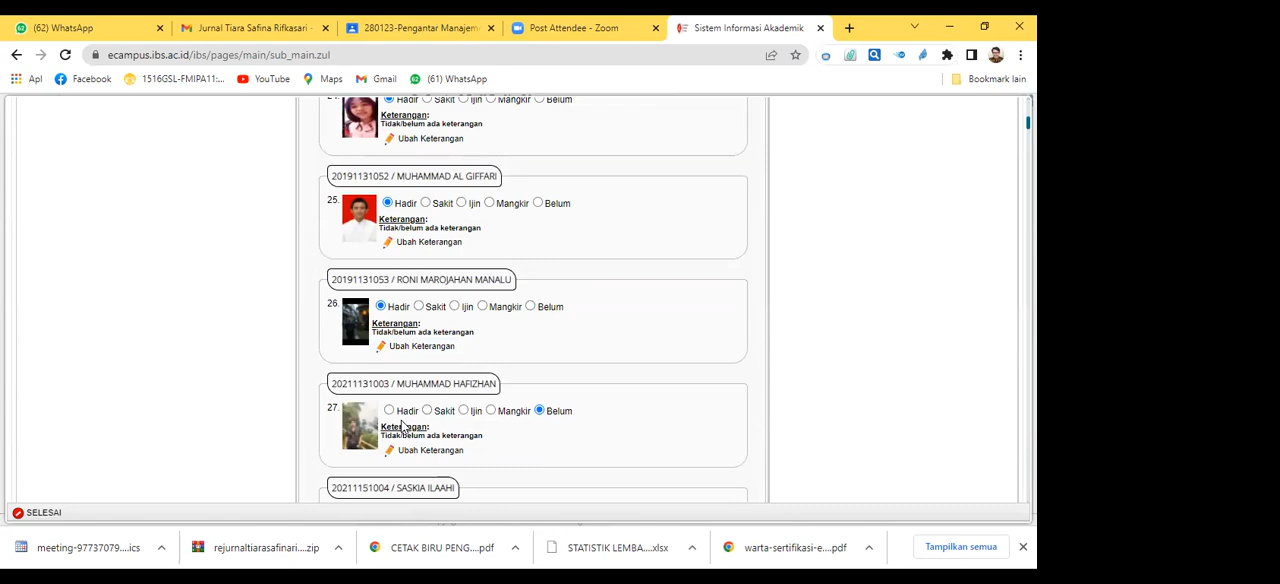 (62) WhatsApp
Jurnal Tiara Safina Rifkasari -
280123-Pengantar Manajeme
Post Attendee - Zoom
Sistem Informasi Akademik
ecampus.ibs.ac.id/ibs/pages/main/sub_main.zul
Apl Facebook 1516GSL-FMIPA11:... YouTube Maps Gmail (61) WhatsApp Bookmark lain
Hadir Sakit Ijin Mangkir Belum
Keterangan:
Tidak/belum ada keterangan
Ubah Keterangan
20191131052 / MUHAMMAD AL GIFFARI
25. Hadir Sakit Ijin Mangkir Belum
Keterangan:
Tidak/belum ada keterangan
Ubah Keterangan
20191131053 / RONI MAROJAHAN MANALU
26. Hadir Sakit Ijin Mangkir Belum
Keterangan:
Tidak/belum ada keterangan
Ubah Keterangan
20211131003 / MUHAMMAD HAFIZHAN
27. Hadir Sakit Ijin Mangkir Belum
Keterangan:
Tidak/belum ada keterangan
Ubah Keterangan
20211151004 / SASKIA ILAAHI
SELESAI
meeting-97737079....ics rejurnaltiarasafinari....zip CETAK BIRU PENG....pdf STATISTIK LEMBA....xlsx warta-sertifikasi-e....pdf Tampilkan semua